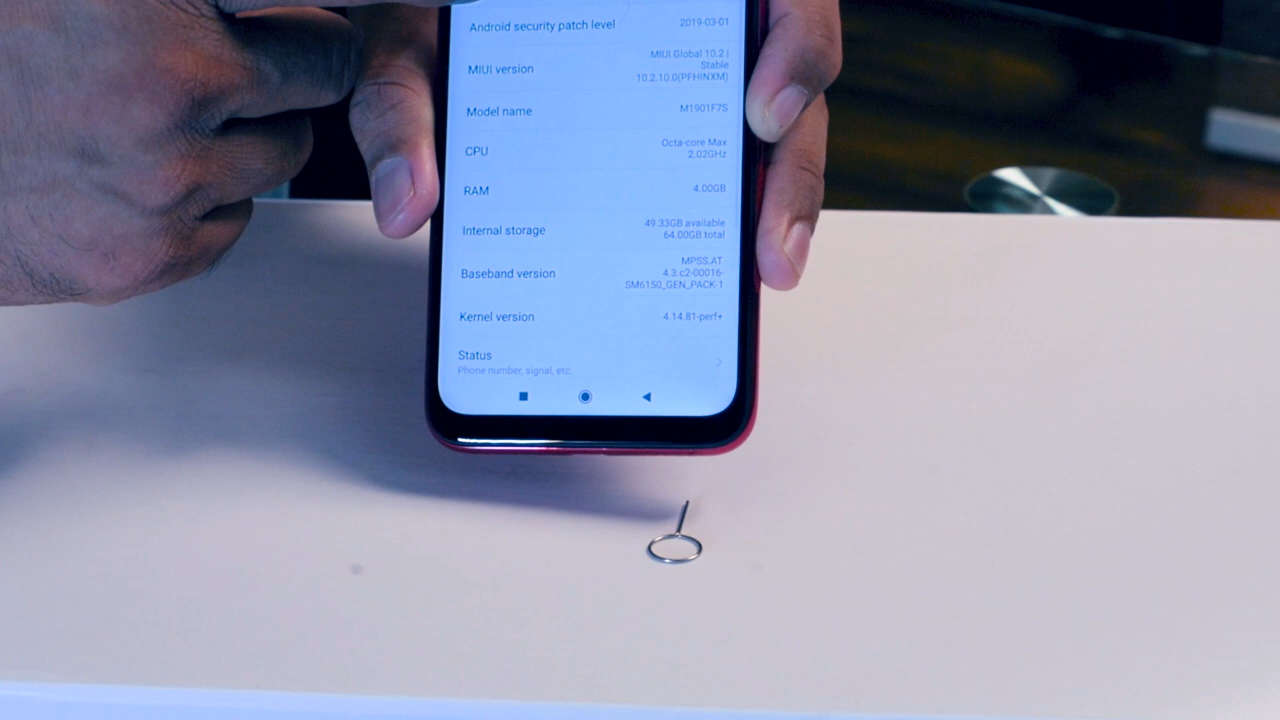 Android security patch level 2019-03-01
MIUI version MIUI Global 10.2 |
Stable
10.2.10.0(PFHINXM)
Model name M1901F7S
CPU Octa-core Max
2.02GHz
RAM 4.00GB
Internal storage 49.33GB available
64.00GB total
Baseband version MPSS.AT.
4.3.c2-00016-
SM6150_GEN_PACK-1
Kernel version 4.14.81-perf+
Status
Phone number, signal, etc.